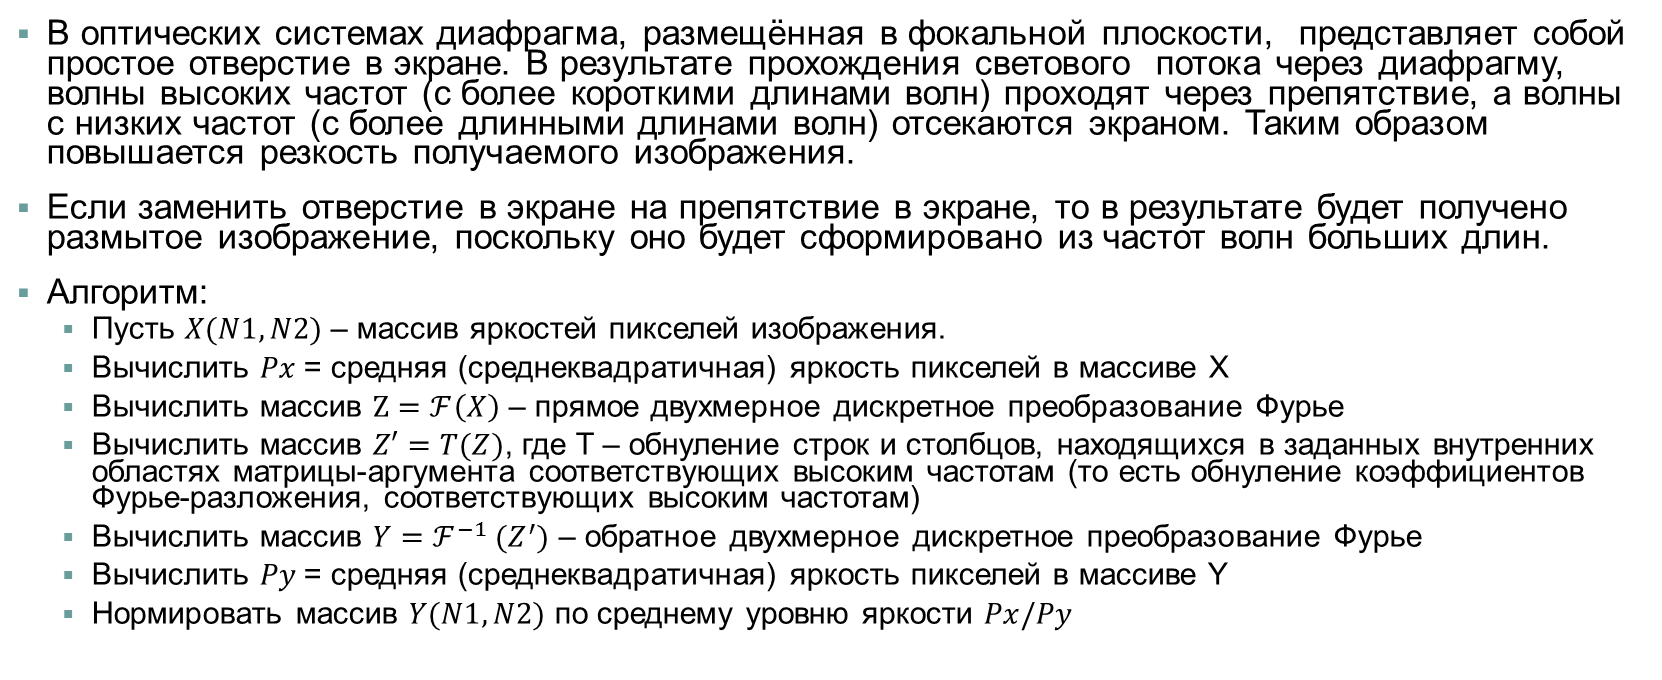 ▪ В оптических системах диафрагма, размещённая в фокальной плоскости, представляет собой
простое отверстие в экране. В результате прохождения светового потока через диафрагму,
волны высоких частот (с более короткими длинами волн) проходят через препятствие, а волны
с низких частот (с более длинными длинами волн) отсекаются экраном. Таким образом
повышается резкость получаемого изображения.
▪ Если заменить отверстие в экране на препятствие в экране, то в результате будет получено
размытое изображение, поскольку оно будет сформировано из частот волн больших длин.
▪ Алгоритм:
▪ Пусть X(N1,N2) – массив яркостей пикселей изображения.
▪ Вычислить Px = средняя (среднеквадратичная) яркость пикселей в массиве X
▪ Вычислить массив Z = ℱ(X) – прямое двухмерное дискретное преобразование Фурье
▪ Вычислить массив Z′ = T(Z), где T – обнуление строк и столбцов, находящихся в заданных внутренних
областях матрицы-аргумента соответствующих высоким частотам (то есть обнуление коэффициентов
Фурье-разложения, соответствующих высоким частотам)
▪ Вычислить массив Y = ℱ⁻¹ (Z′) – обратное двухмерное дискретное преобразование Фурье
▪ Вычислить Py = средняя (среднеквадратичная) яркость пикселей в массиве Y
▪ Нормировать массив Y(N1,N2) по среднему уровню яркости Px/Py